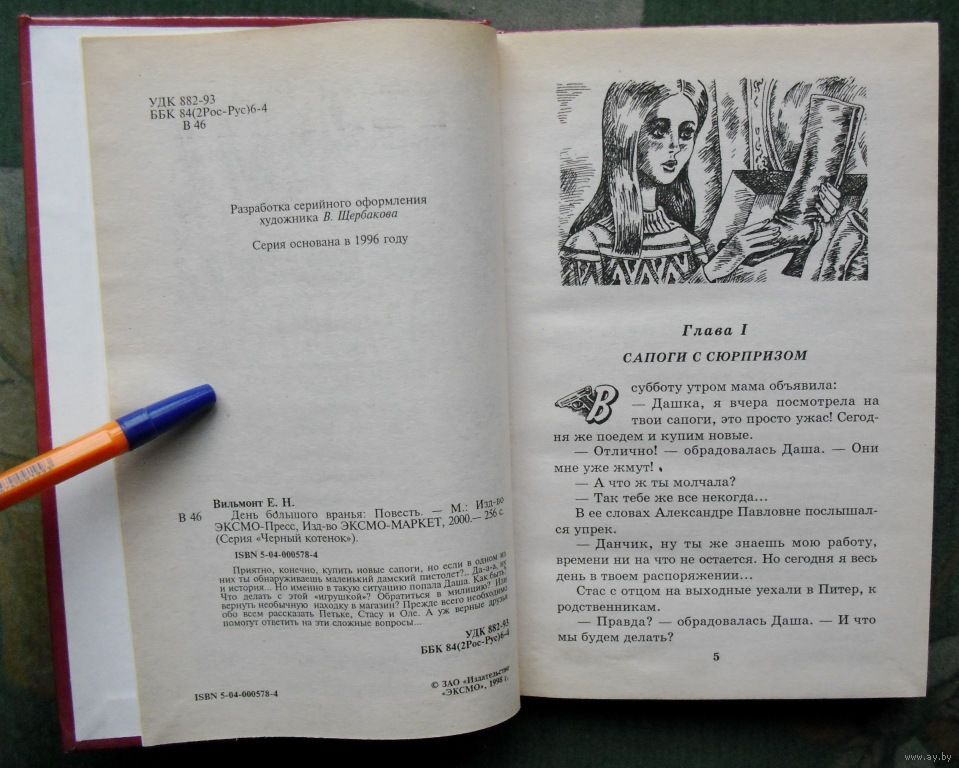 УДК 882-93
ББК 84(2Рос-Рус)6-4
В 46
Разработка серийного оформления
художника В. Щербакова
Серия основана в 1996 году
Вильмонт Е. Н.
В 46 День большого вранья: Повесть. — М.: Изд-во
ЭКСМО-Пресс, Изд-во ЭКСМО-МАРКЕТ, 2000.— 256 с.
(Серия «Черный котенок»).
ISBN 5-04-000578-4
Приятно, конечно, купить новые сапоги, но если в одном из
них ты обнаруживаешь маленький дамский пистолет?.. Да-а-а, ну
и история... Но именно в такую ситуацию попала Даша. Как быть,
Что делать с этой «игрушкой»? Обратиться в милицию? Или
вернуть необычную находку в магазин? Прежде всего необходимо
обо всем рассказать Петьке, Стасу и Оле. А уж верные друзья
помогут ответить на эти сложные вопросы...
УДК 882-93
ББК 84(2Рос-Рус)6-4
© ЗАО «Издательство
«ЭКСМО», 1998 г.
ISBN 5-04-000578-4
Глава I
САПОГИ С СЮРПРИЗОМ
В субботу утром мама объявила:
— Дашка, я вчера посмотрела на
твои сапоги, это просто ужас! Сегод-
ня же поедем и купим новые.
— Отлично! — обрадовалась Даша. — Они
мне уже жмут!
— А что ж ты молчала?
— Так тебе же все некогда...
В ее словах Александре Павловне послышал-
ся упрек.
— Данчик, ну ты же знаешь мою работу,
времени ни на что не остается. Но сегодня я весь
день в твоем распоряжении...
Стас с отцом на выходные уехали в Питер, к
родственникам.
— Правда? — обрадовалась Даша. — И что
мы будем делать?
5
www.ay.by